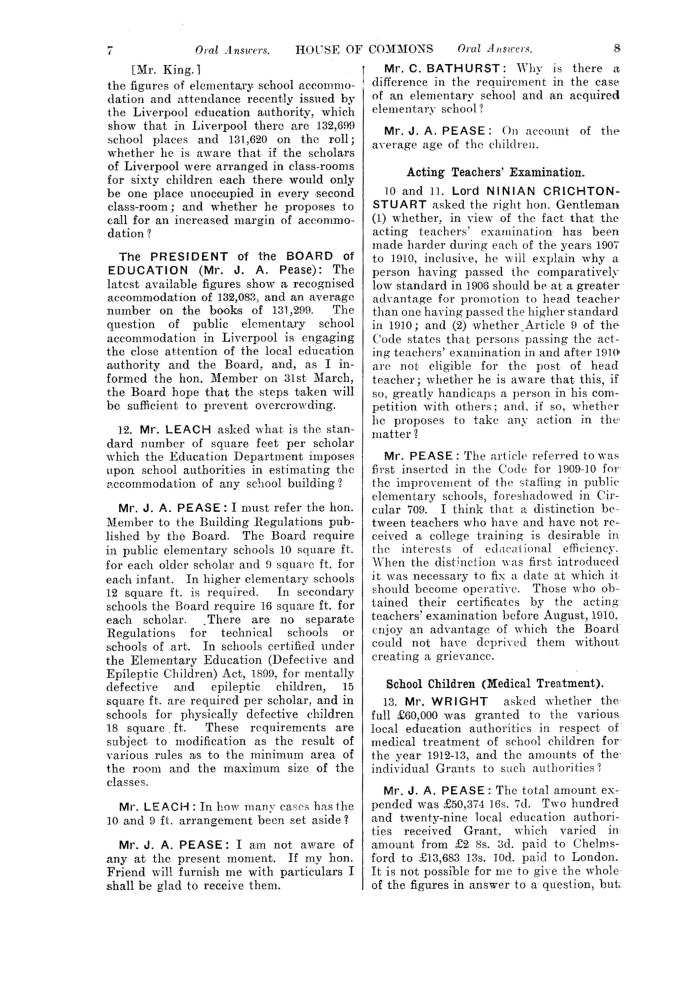 7 Oral Answers. HOUSE OF COMMONS Oral Answers. 8
[Mr. King.]
the figures of elementary school accommo-
dation and attendance recently issued by
the Liverpool education authority, which
show that in Liverpool there are 132,699
school places and 131,620 on the roll;
whether he is aware that if the scholars
of Liverpool were arranged in class-rooms
for sixty children each there would only
be one place unoccupied in every second
class-room; and whether he proposes to
call for an increased margin of accommo-
dation?
The PRESIDENT of the BOARD of
EDUCATION (Mr. J. A. Pease): The
latest available figures show a recognised
accommodation of 132,083, and an average
number on the books of 131,299. The
question of public elementary school
accommodation in Liverpool is engaging
the close attention of the local education
authority and the Board, and, as I in-
formed the hon. Member on 31st March,
the Board hope that the steps taken will
be sufficient to prevent overcrowding.
12. Mr. LEACH asked what is the stan-
dard number of square feet per scholar
which the Education Department imposes
upon school authorities in estimating the
accommodation of any school building?
Mr. J. A. PEASE: I must refer the hon.
Member to the Building Regulations pub-
lished by the Board. The Board require
in public elementary schools 10 square ft.
for each older scholar and 9 square ft. for
each infant. In higher elementary schools
12 square ft. is required. In secondary
schools the Board require 16 square ft. for
each scholar. There are no separate
Regulations for technical schools or
schools of art. In schools certified under
the Elementary Education (Defective and
Epileptic Children) Act, 1899, for mentally
defective and epileptic children, 15
square ft. are required per scholar, and in
schools for physically defective children
18 square ft. These requirements are
subject to modification as the result of
various rules as to the minimum area of
the room and the maximum size of the
classes.
Mr. LEACH: In how many cases has the
10 and 9 ft. arrangement been set aside?
Mr. J. A. PEASE: I am not aware of
any at the present moment. If my hon.
Friend will furnish me with particulars I
shall be glad to receive them.
Mr. C. BATHURST: Why is there a
difference in the requirement in the case
of an elementary school and an acquired
elementary school?
Mr. J. A. PEASE: On account of the
average age of the children.
Acting Teachers' Examination.
10 and 11. Lord NINIAN CRICHTON-
STUART asked the right hon. Gentleman
(1) whether, in view of the fact that the
acting teachers' examination has been
made harder during each of the years 1907
to 1910, inclusive, he will explain why a
person having passed the comparatively
low standard in 1906 should be at a greater
advantage for promotion to head teacher
than one having passed the higher standard
in 1910; and (2) whether Article 9 of the
Code states that persons passing the act-
ing teachers' examination in and after 1910
are not eligible for the post of head
teacher; whether he is aware that this, if
so, greatly handicaps a person in his com-
petition with others; and, if so, whether
he proposes to take any action in the
matter?
Mr. PEASE: The article referred to was
first inserted in the Code for 1909-10 for
the improvement of the staffing in public
elementary schools, foreshadowed in Cir-
cular 709. I think that a distinction be-
tween teachers who have and have not re-
ceived a college training is desirable in
the interests of educational efficiency.
When the distinction was first introduced
it was necessary to fix a date at which it
should become operative. Those who ob-
tained their certificates by the acting
teachers' examination before August, 1910,
enjoy an advantage of which the Board
could not have deprived them without
creating a grievance.
School Children (Medical Treatment).
13. Mr. WRIGHT asked whether the
full £60,000 was granted to the various
local education authorities in respect of
medical treatment of school children for
the year 1912-13, and the amounts of the
individual Grants to such authorities?
Mr. J. A. PEASE: The total amount ex-
pended was £50,374 16s. 7d. Two hundred
and twenty-nine local education authori-
ties received Grant, which varied in
amount from £2 8s. 3d. paid to Chelms-
ford to £13,683 13s. 10d. paid to London.
It is not possible for me to give the whole
of the figures in answer to a question, but